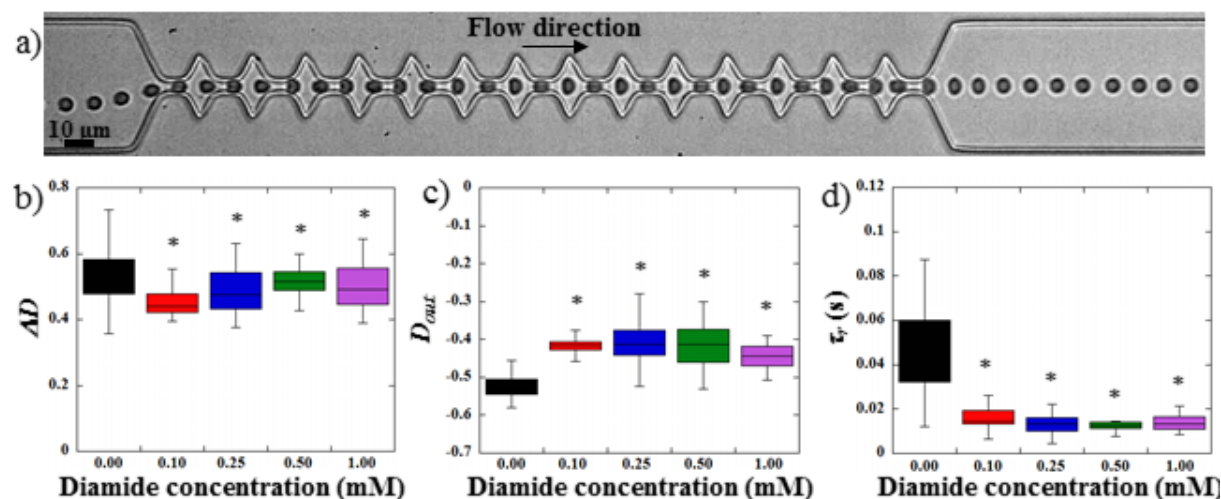 a)
Flow direction
10 μm
b)
0.8
0.6
0.4
0.2
0
ΔD
* * * *
0.00 0.10 0.25 0.50 1.00
Diamide concentration (mM)
c)
0
-0.1
-0.2
-0.3
-0.4
-0.5
-0.6
-0.7
D_out
* * * *
0.00 0.10 0.25 0.50 1.00
Diamide concentration (mM)
d)
0.12
0.1
0.08
0.06
0.04
0.02
0
τ_r (s)
* * * *
0.00 0.10 0.25 0.50 1.00
Diamide concentration (mM)